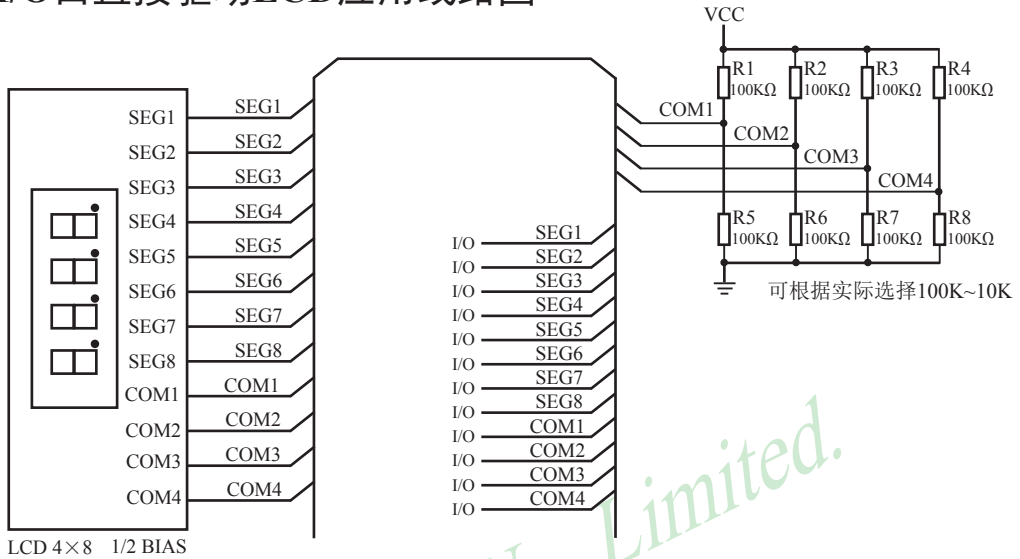 I/O口直接驱动LCD应用线路图
VCC
R1
100KΩ
R2
100KΩ
R3
100KΩ
R4
100KΩ
COM1
COM2
COM3
COM4
R5
100KΩ
R6
100KΩ
R7
100KΩ
R8
100KΩ
可根据实际选择100K~10K
SEG1
SEG2
SEG3
SEG4
SEG5
SEG6
SEG7
SEG8
COM1
COM2
COM3
COM4
SEG1
SEG2
SEG3
SEG4
SEG5
SEG6
SEG7
SEG8
COM1
COM2
COM3
COM4
I/O SEG1
I/O SEG2
I/O SEG3
I/O SEG4
I/O SEG5
I/O SEG6
I/O SEG7
I/O SEG8
I/O COM1
I/O COM2
I/O COM3
I/O COM4
LCD 4×8 1/2 BIAS
Limited.